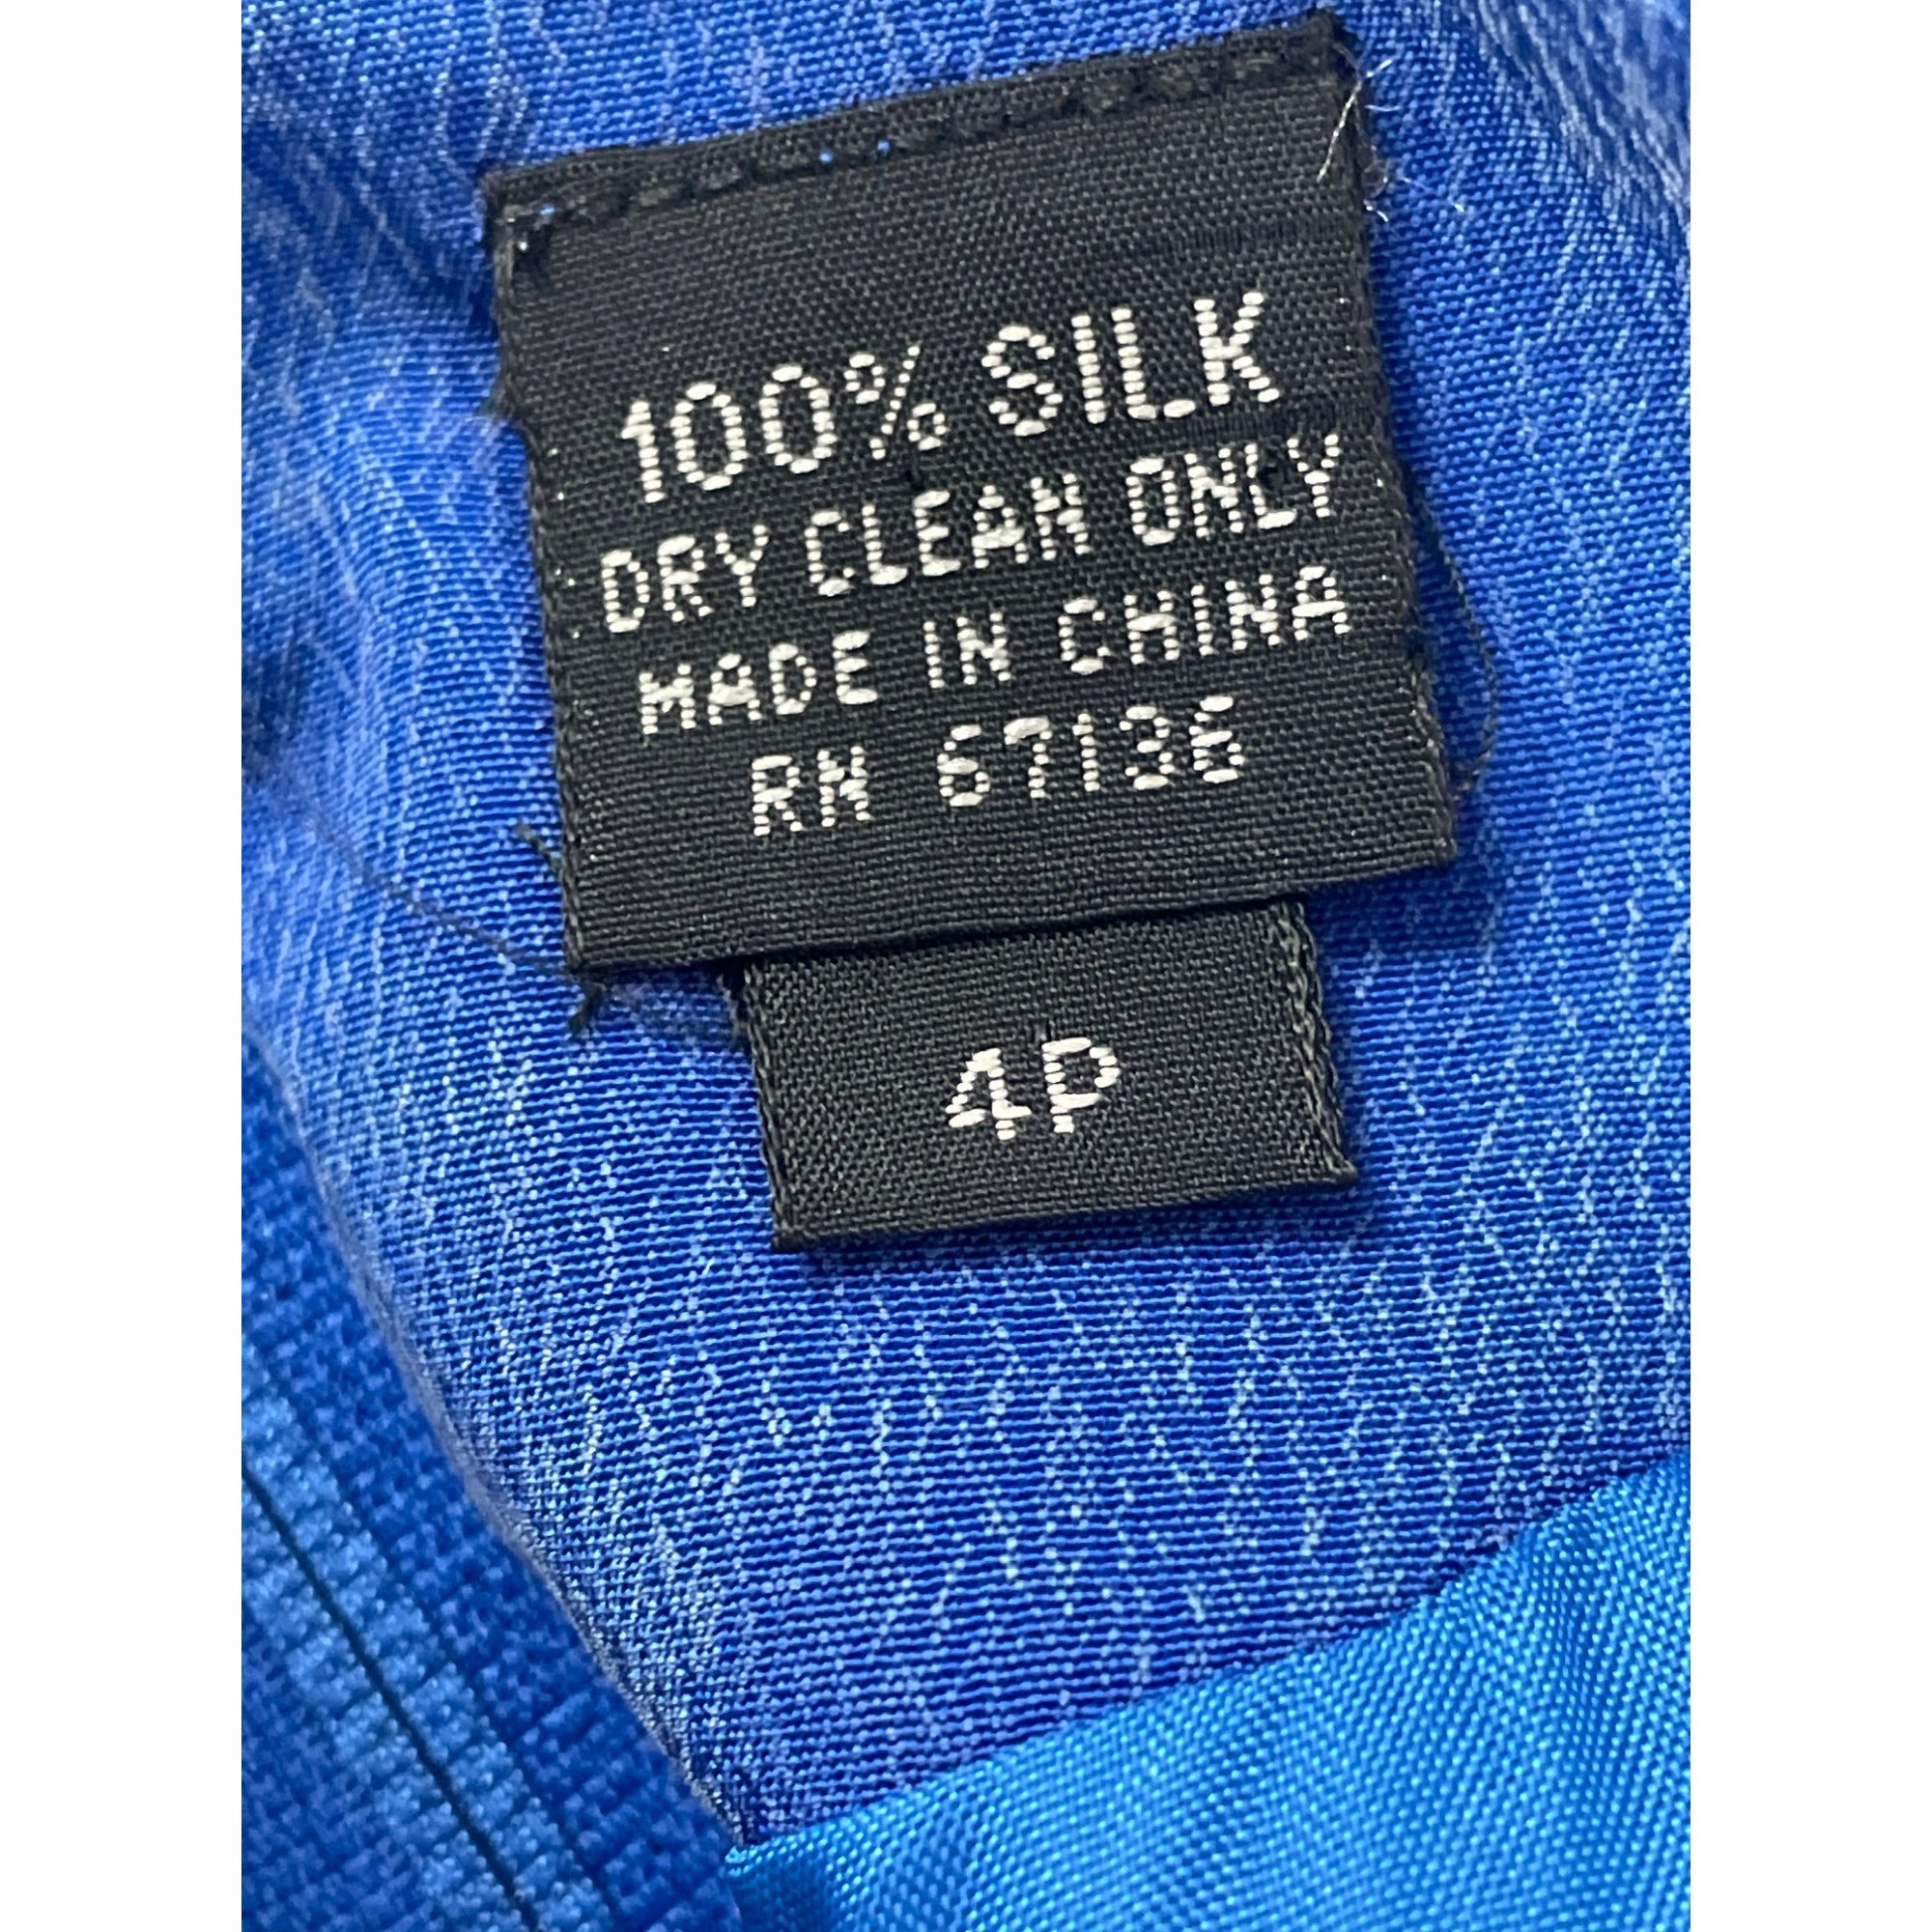 100% SILK
DRY CLEAN ONLY
MADE IN CHINA
RN 67136
4P